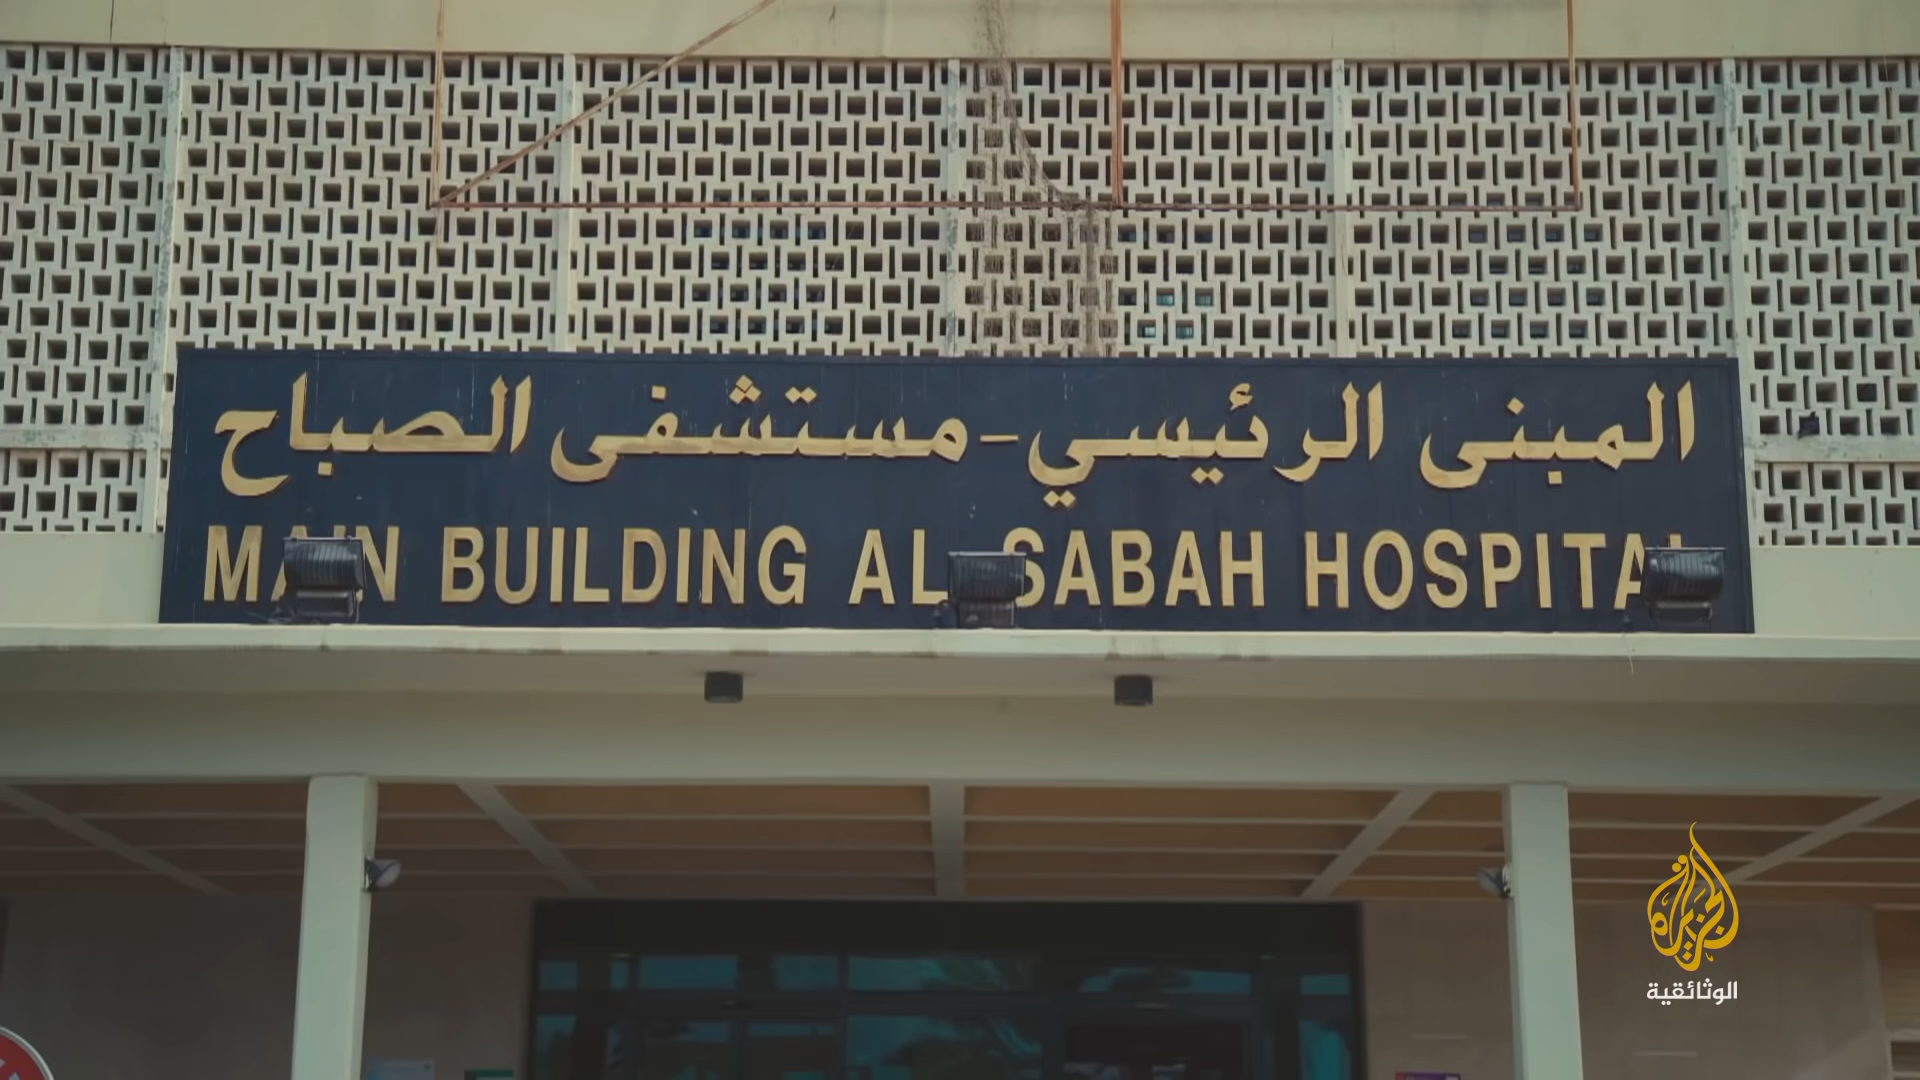 المبنى الرئيسي - مستشفى الصباح
MAIN BUILDING AL-SABAH HOSPITAL
الجزيرة
الوثائقية